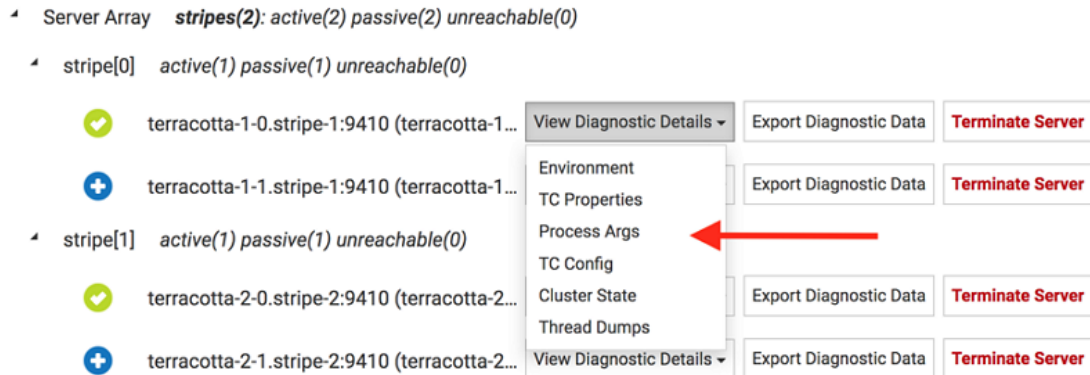 Server Array stripes(2): active(2) passive(2) unreachable(0)
stripe[0] active(1) passive(1) unreachable(0)
terracotta-1-0.stripe-1:9410 (terracotta-1... View Diagnostic Details Export Diagnostic Data Terminate Server
Environment
terracotta-1-1.stripe-1:9410 (terracotta-1... Export Diagnostic Data Terminate Server
TC Properties
Process Args
stripe[1] active(1) passive(1) unreachable(0)
TC Config
terracotta-2-0.stripe-2:9410 (terracotta-2... Cluster State Export Diagnostic Data Terminate Server
Thread Dumps
terracotta-2-1.stripe-2:9410 (terracotta-2... View Diagnostic Details Export Diagnostic Data Terminate Server